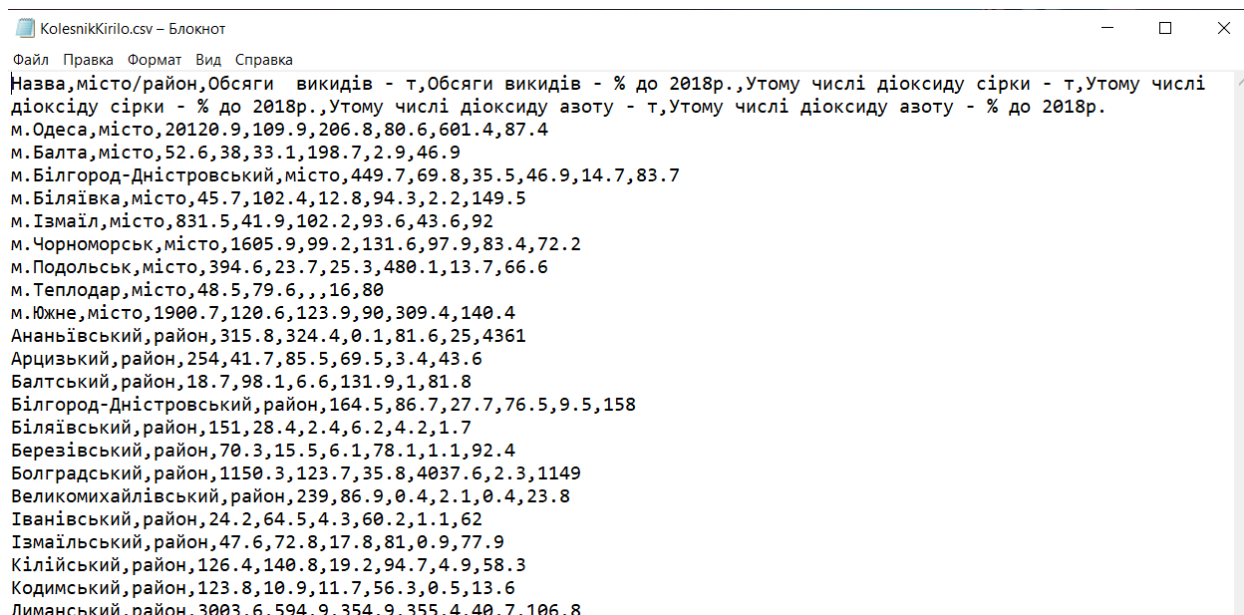 KolesnikKirilo.csv – Блокнот
Файл Правка Формат Вид Справка
Назва,місто/район,Обсяги  викидів - т,Обсяги викидів - % до 2018р.,Утому числі діоксиду сірки - т,Утому числі
діоксіду сірки - % до 2018р.,Утому числі діоксиду азоту - т,Утому числі діоксиду азоту - % до 2018р.
м.Одеса,місто,20120.9,109.9,206.8,80.6,601.4,87.4
м.Балта,місто,52.6,38,33.1,198.7,2.9,46.9
м.Білгород-Дністровський,місто,449.7,69.8,35.5,46.9,14.7,83.7
м.Біляївка,місто,45.7,102.4,12.8,94.3,2.2,149.5
м.Ізмаїл,місто,831.5,41.9,102.2,93.6,43.6,92
м.Чорноморськ,місто,1605.9,99.2,131.6,97.9,83.4,72.2
м.Подольськ,місто,394.6,23.7,25.3,480.1,13.7,66.6
м.Теплодар,місто,48.5,79.6,,,16,80
м.Южне,місто,1900.7,120.6,123.9,90,309.4,140.4
Ананьївський,район,315.8,324.4,0.1,81.6,25,4361
Арцизький,район,254,41.7,85.5,69.5,3.4,43.6
Балтський,район,18.7,98.1,6.6,131.9,1,81.8
Білгород-Дністровський,район,164.5,86.7,27.7,76.5,9.5,158
Біляївський,район,151,28.4,2.4,6.2,4.2,1.7
Березівський,район,70.3,15.5,6.1,78.1,1.1,92.4
Болградський,район,1150.3,123.7,35.8,4037.6,2.3,1149
Великомихайлівський,район,239,86.9,0.4,2.1,0.4,23.8
Іванівський,район,24.2,64.5,4.3,60.2,1.1,62
Ізмаїльський,район,47.6,72.8,17.8,81,0.9,77.9
Кілійський,район,126.4,140.8,19.2,94.7,4.9,58.3
Кодимський,район,123.8,10.9,11.7,56.3,0.5,13.6
Лиманський,район,3003.6,594.9,354.9,355.4,40.7,106.8